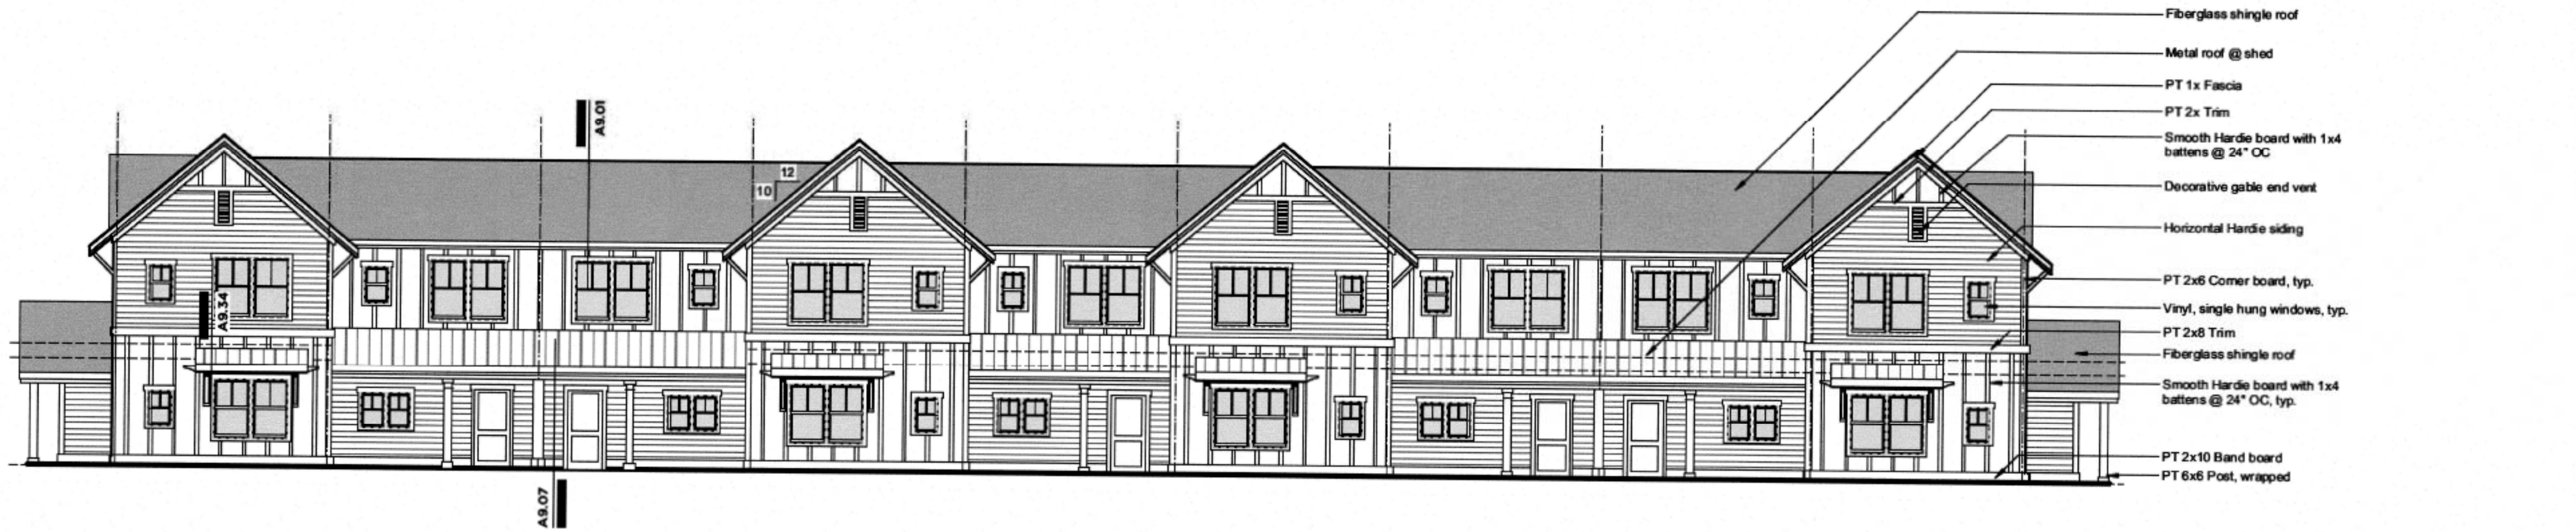 Fiberglass shingle roof
Metal roof @ shed
PT 1x Fascia
PT 2x Trim
Smooth Hardie board with 1x4
battens @ 24" OC
Decorative gable end vent
Horizontal Hardie siding
PT 2x6 Corner board, typ.
Vinyl, single hung windows, typ.
PT 2x8 Trim
Fiberglass shingle roof
Smooth Hardie board with 1x4
battens @ 24" OC, typ.
PT 2x10 Band board
PT 6x6 Post, wrapped
A9.01
12
10
A9.34
A9.07